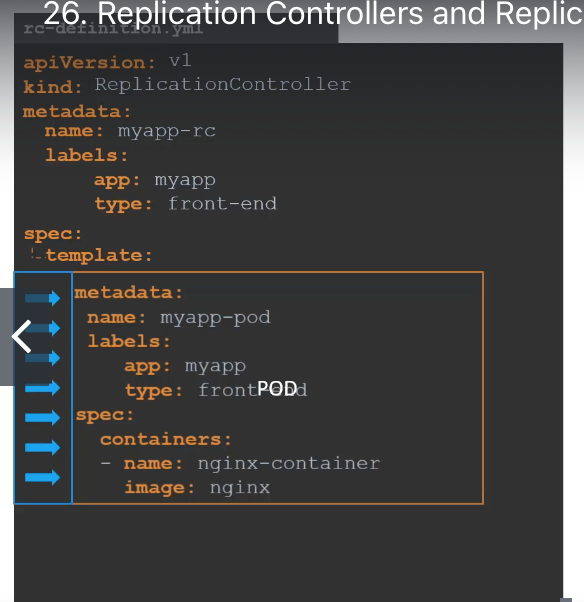 26. Replication Controllers and Replic
rc-definition.yml
apiVersion: v1
kind: ReplicationController
metadata:
  name: myapp-rc
  labels:
      app: myapp
      type: front-end
spec:
  template:
    metadata:
     name: myapp-pod
     labels:
        app: myapp
        type: front-end
POD
    spec:
      containers:
      - name: nginx-container
        image: nginx